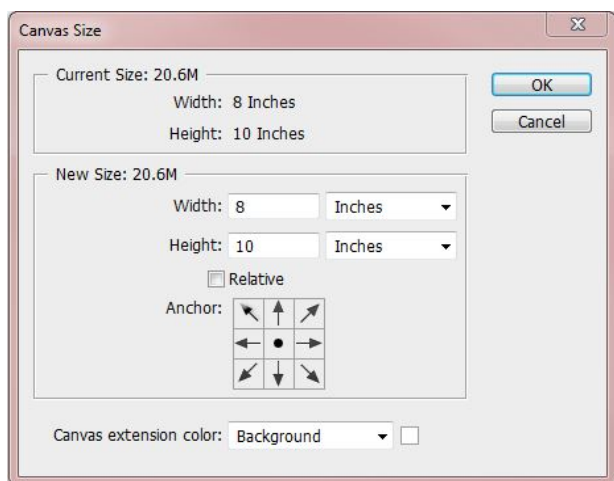 Canvas Size
Current Size: 20.6M
Width: 8 Inches
Height: 10 Inches
OK
Cancel
New Size: 20.6M
Width: 8 Inches
Height: 10 Inches
Relative
Anchor:
Canvas extension color: Background